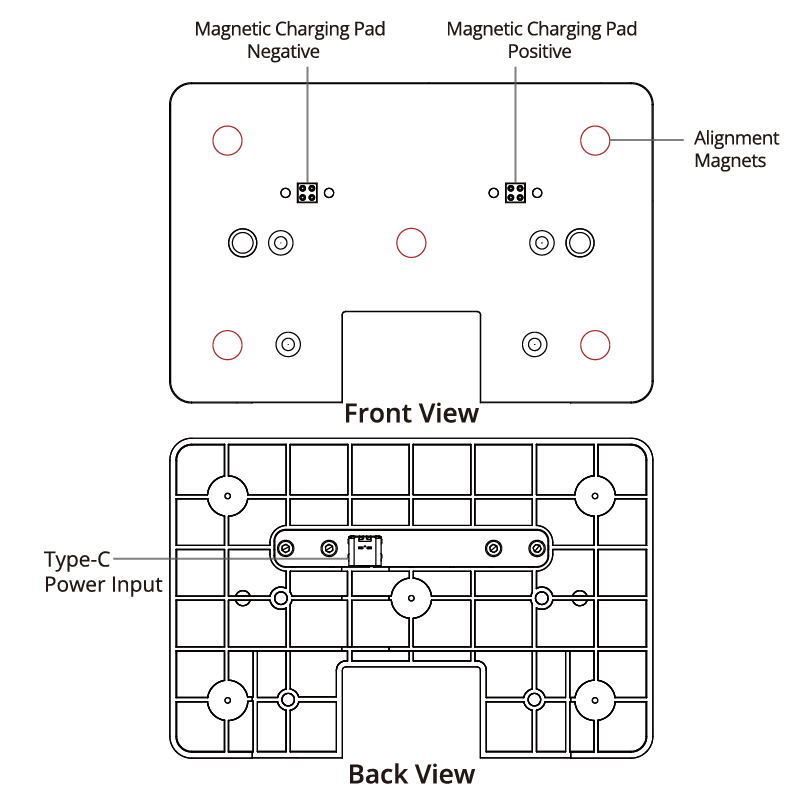 Magnetic Charging Pad
Negative
Magnetic Charging Pad
Positive
Alignment
Magnets
Front View
Type-C
Power Input
Back View